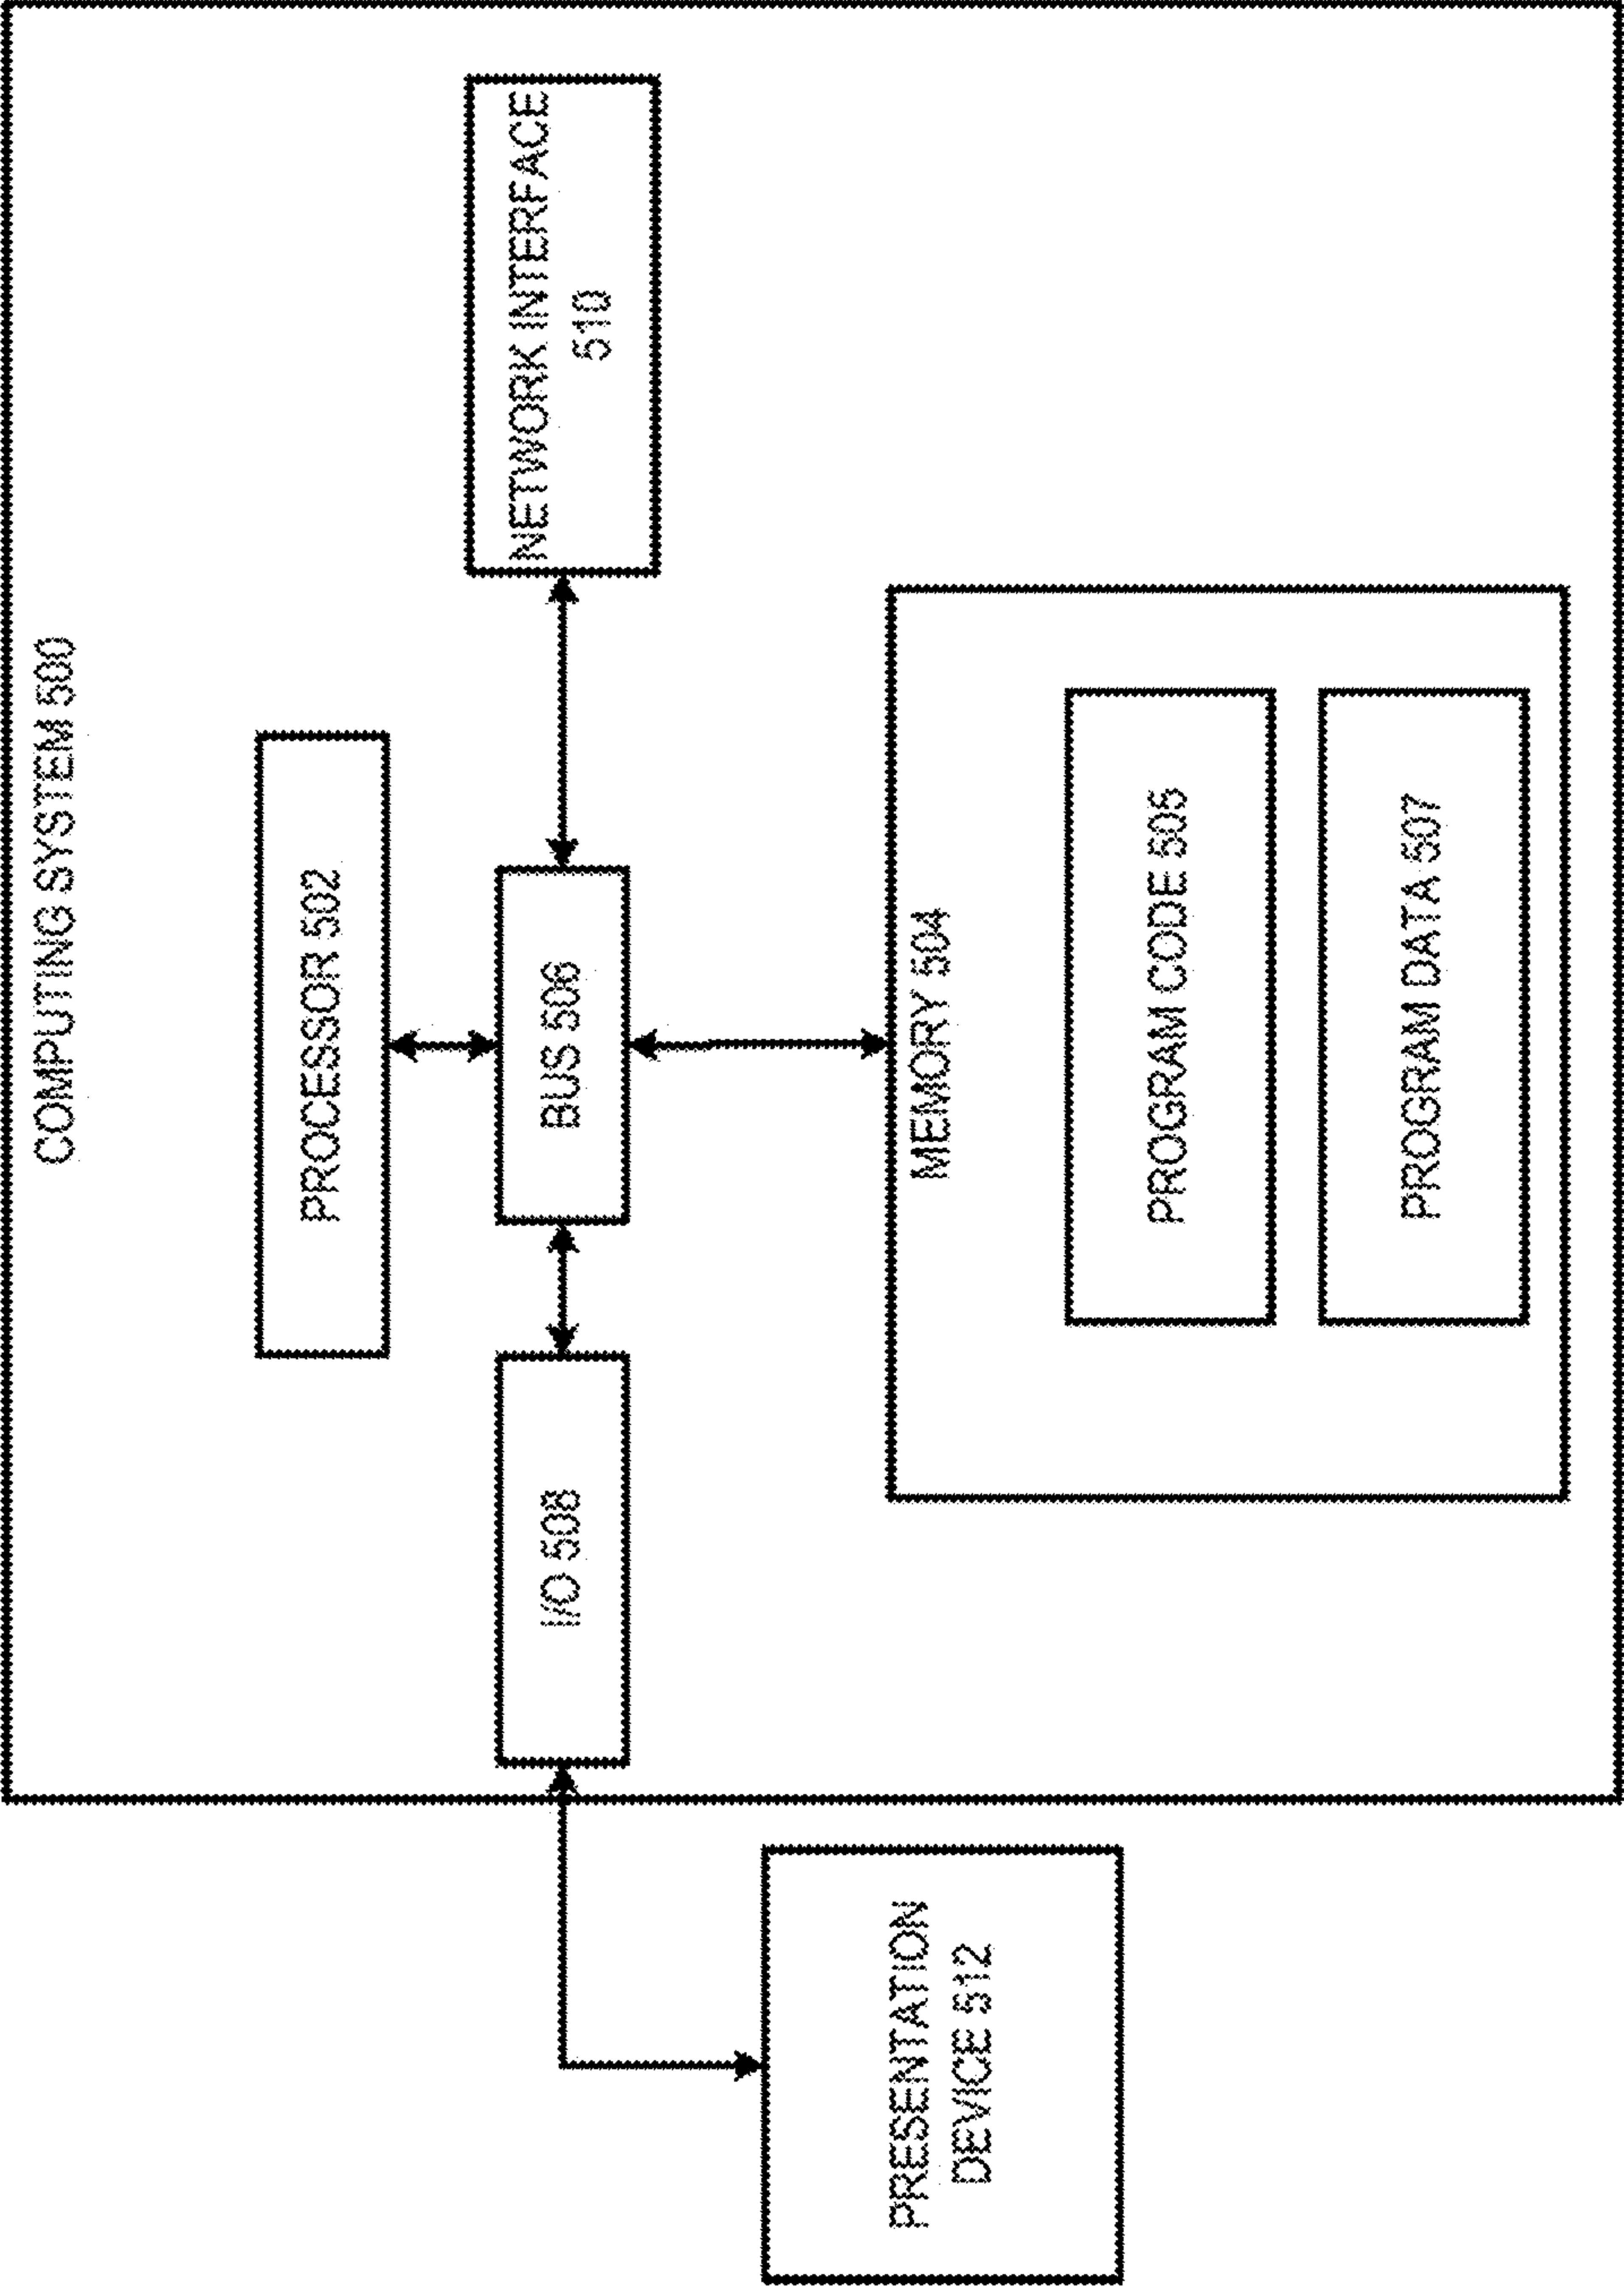 COMPUTING SYSTEM 500
PROCESSOR 502
PRESENTATION
DEVICE 512
I/O 508
BUS 506
NETWORK INTERFACE
510
MEMORY 504
PROGRAM CODE 505
PROGRAM DATA 507